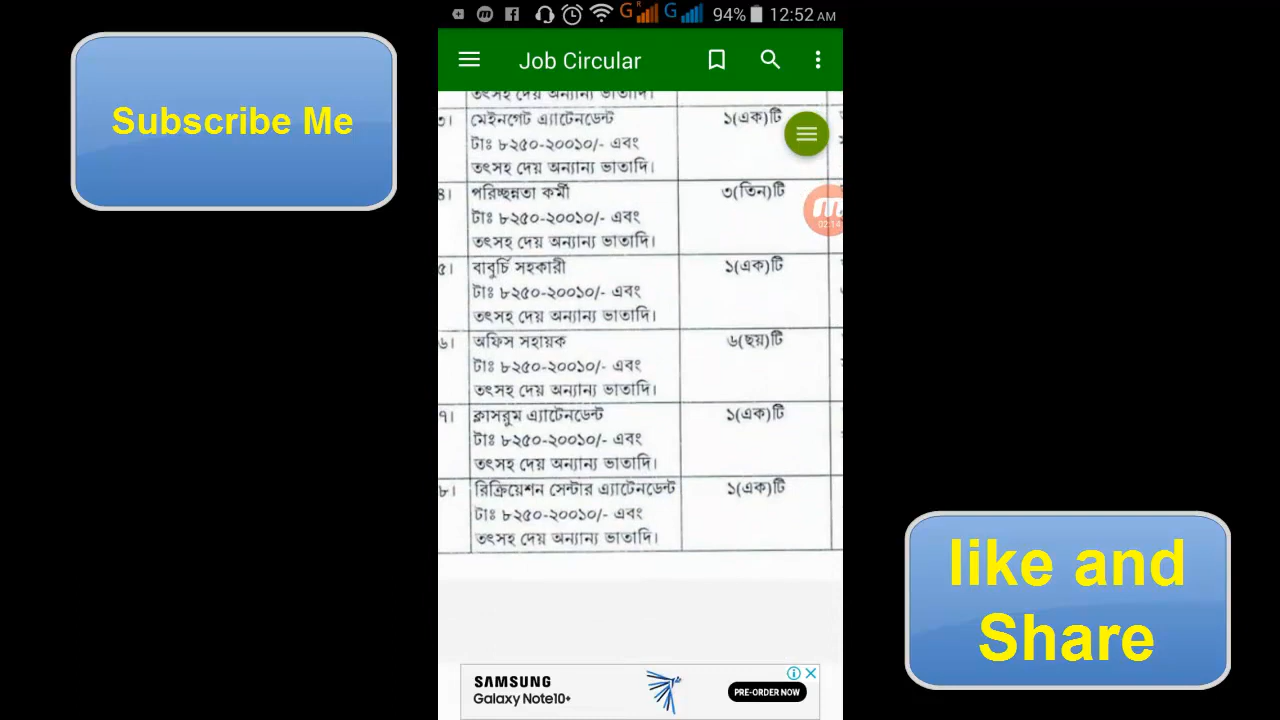 94% 12:52 AM
Subscribe Me
Job Circular
তৎসহ দেয় অন্যান্য ভাতাদি।
৩। মেইনগেট এ্যাটেনডেন্ট ১(এক)টি
টাঃ ৮২৫০-২০০১০/- এবং
তৎসহ দেয় অন্যান্য ভাতাদি।
৪। পরিচ্ছন্নতা কর্মী ৩(তিন)টি
টাঃ ৮২৫০-২০০১০/- এবং
তৎসহ দেয় অন্যান্য ভাতাদি।
02:14
৫। বাবুর্চি সহকারী ১(এক)টি
টাঃ ৮২৫০-২০০১০/- এবং
তৎসহ দেয় অন্যান্য ভাতাদি।
৬। অফিস সহায়ক ৬(ছয়)টি
টাঃ ৮২৫০-২০০১০/- এবং
তৎসহ দেয় অন্যান্য ভাতাদি।
৭। ক্লাসরুম এ্যাটেনডেন্ট ১(এক)টি
টাঃ ৮২৫০-২০০১০/- এবং
তৎসহ দেয় অন্যান্য ভাতাদি।
৮। রিক্রিয়েশন সেন্টার এ্যাটেনডেন্ট ১(এক)টি
টাঃ ৮২৫০-২০০১০/- এবং
তৎসহ দেয় অন্যান্য ভাতাদি।
like and
Share
SAMSUNG
Galaxy Note10+
PRE-ORDER NOW